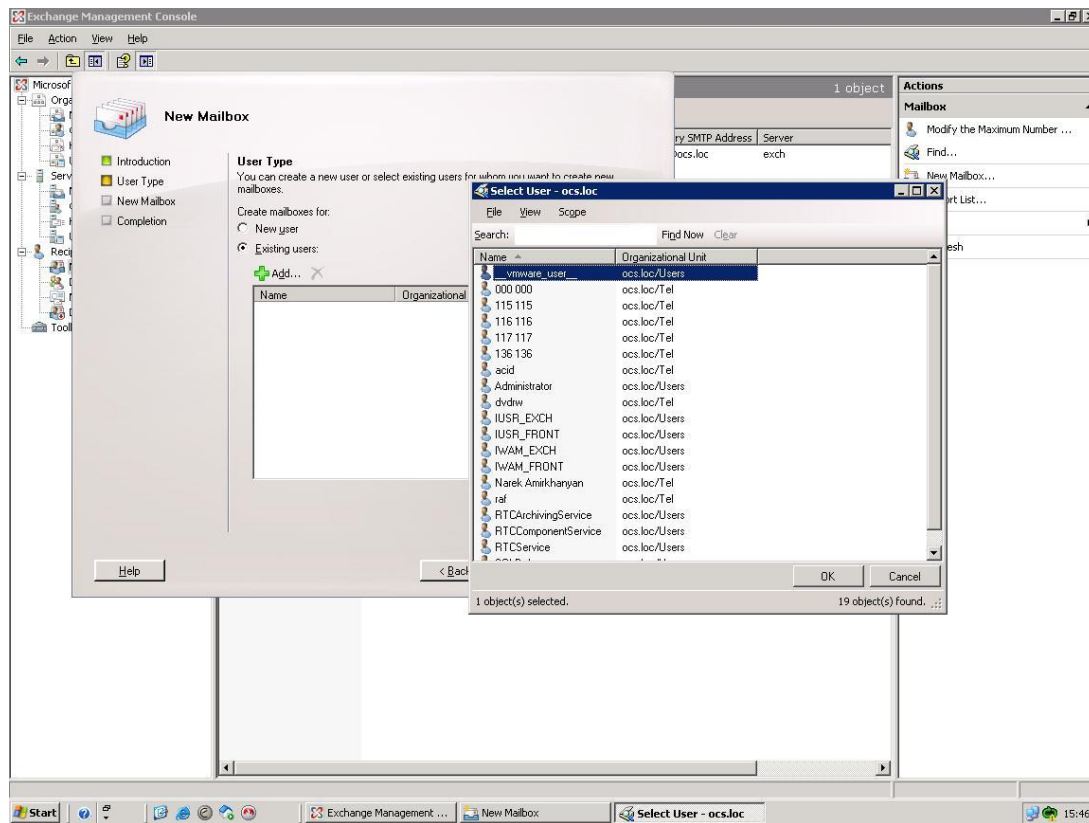 Exchange Management Console
File Action View Help
Microsof
Orga
Serv
Reci
Tool
1 object
ry SMTP Address Server
ocs.loc exch
Actions
Mailbox
Modify the Maximum Number ...
Find...
New Mailbox...
rt List...
esh
New Mailbox
Introduction
User Type
New Mailbox
Completion
User Type
You can create a new user or select existing users for whom you want to create new
mailboxes.
Create mailboxes for:
New user
Existing users:
Add...
Name Organizational
Help
< Back
Select User - ocs.loc
File View Scope
Search: Find Now Clear
Name Organizational Unit
__vmware_user__ ocs.loc/Users
000 000 ocs.loc/Tel
115 115 ocs.loc/Tel
116 116 ocs.loc/Tel
117 117 ocs.loc/Tel
136 136 ocs.loc/Tel
acid ocs.loc/Tel
Administrator ocs.loc/Users
dvdrw ocs.loc/Tel
IUSR_EXCH ocs.loc/Users
IUSR_FRONT ocs.loc/Users
IWAM_EXCH ocs.loc/Users
IWAM_FRONT ocs.loc/Users
Narek Amirkhanyan ocs.loc/Tel
raf ocs.loc/Tel
RTCArchivingService ocs.loc/Users
RTCComponentService ocs.loc/Users
RTCService ocs.loc/Users
OK Cancel
1 object(s) selected. 19 object(s) found.
Start Exchange Management ... New Mailbox Select User - ocs.loc 15:46